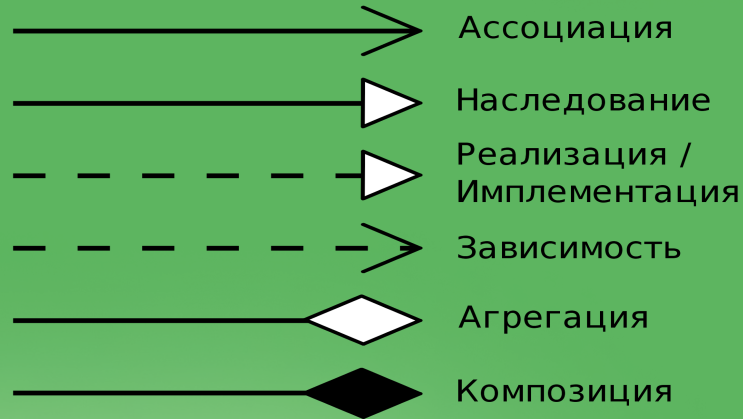 Ассоциация
Наследование
Реализация /
Имплементация
Зависимость
Агрегация
Композиция